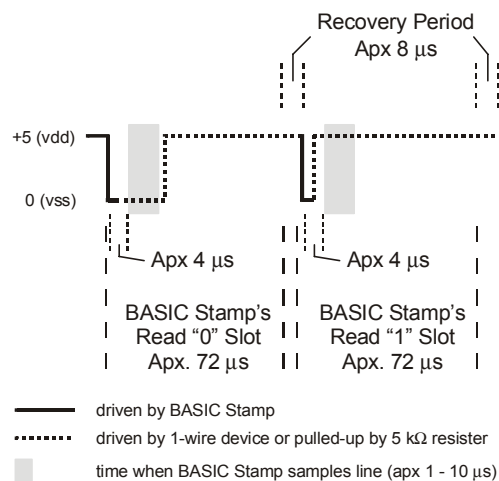 Recovery Period
Apx 8 µs
+5 (vdd)
0 (vss)
Apx 4 µs
Apx 4 µs
BASIC Stamp's
Read “0” Slot
Apx. 72 µs
BASIC Stamp's
Read “1” Slot
Apx. 72 µs
driven by BASIC Stamp
driven by 1-wire device or pulled-up by 5 kΩ resister
time when BASIC Stamp samples line (apx 1 - 10 µs)